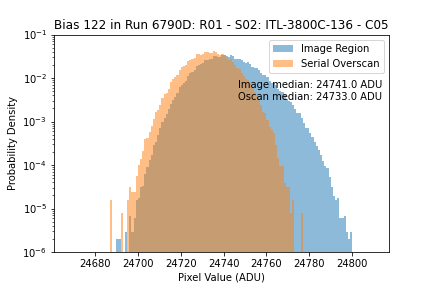 Bias 122 in Run 6790D: R01 - S02: ITL-3800C-136 - C05
Image Region
Serial Overscan
Image median: 24741.0 ADU
Oscan median: 24733.0 ADU
Probability Density
10⁻¹
10⁻²
10⁻³
10⁻⁴
10⁻⁵
10⁻⁶
24680 24700 24720 24740 24760 24780 24800
Pixel Value (ADU)